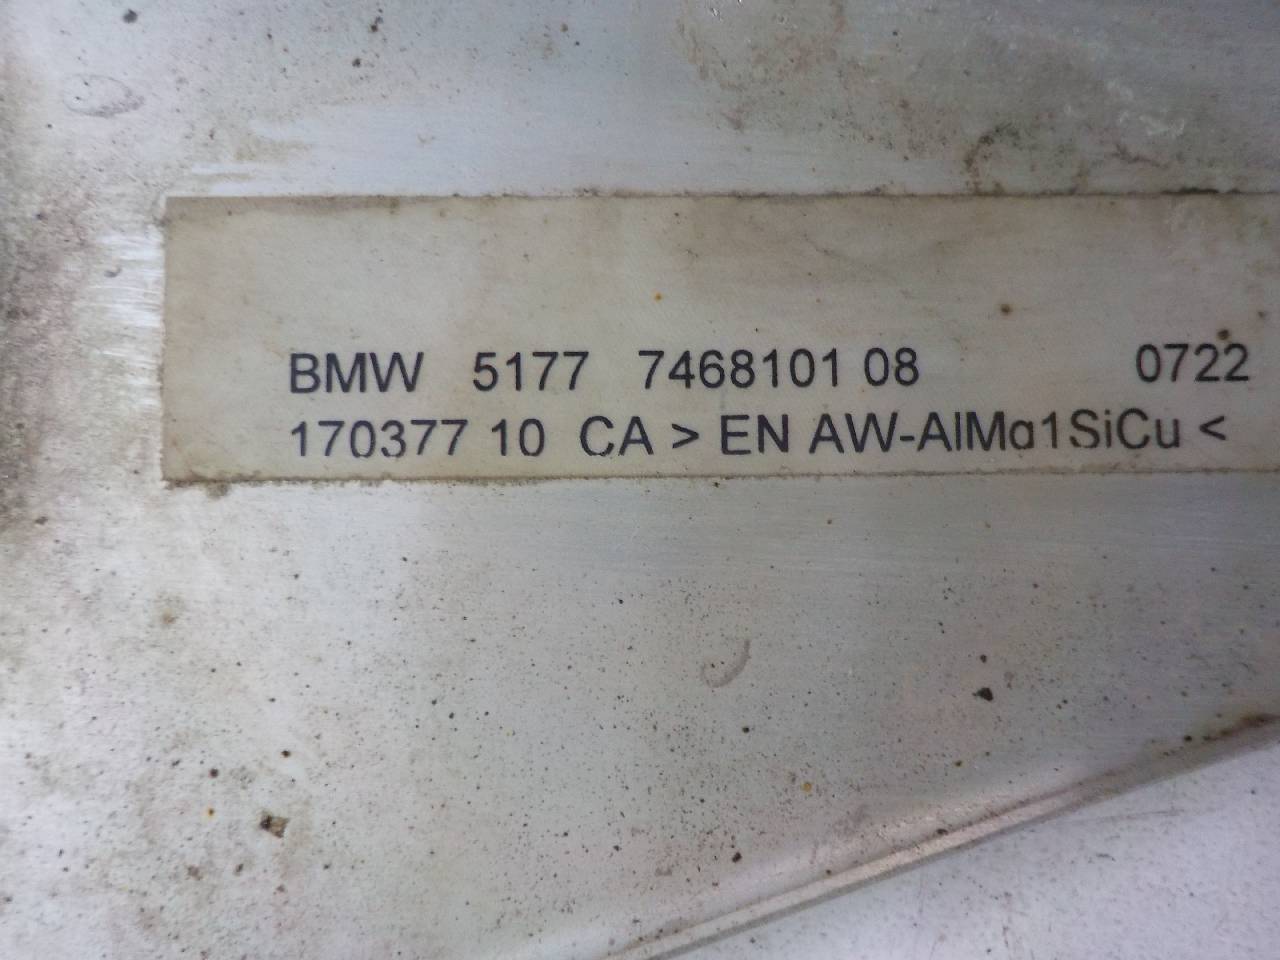 BMW 5177 7468101 08 0722
170377 10 CA > EN AW-AlMg1SiCu <